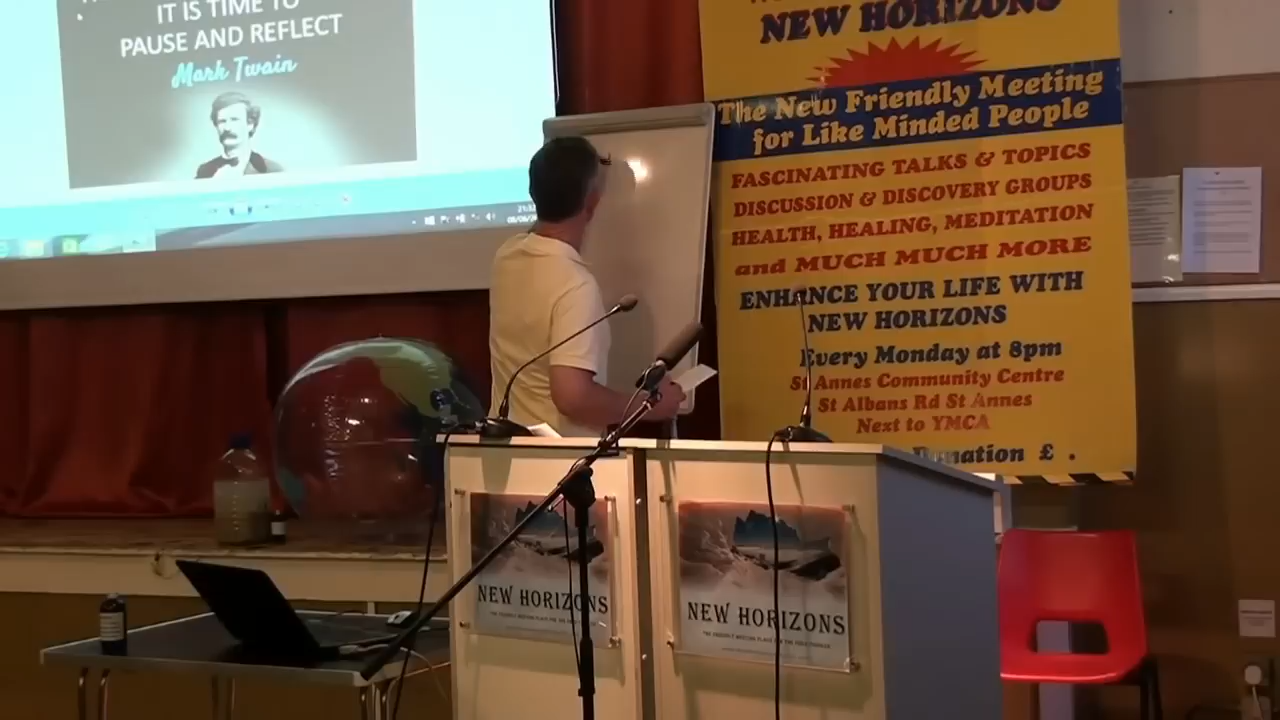 IT IS TIME TO
PAUSE AND REFLECT
Mark Twain
NEW HORIZONS
The New Friendly Meeting
for Like Minded People
FASCINATING TALKS & TOPICS
DISCUSSION & DISCOVERY GROUPS
HEALTH, HEALING, MEDITATION
and MUCH MUCH MORE
ENHANCE YOUR LIFE WITH
NEW HORIZONS
Every Monday at 8pm
St Annes Community Centre
St Albans Rd St Annes
Next to YMCA
Donation £ .
NEW HORIZONS
NEW HORIZONS